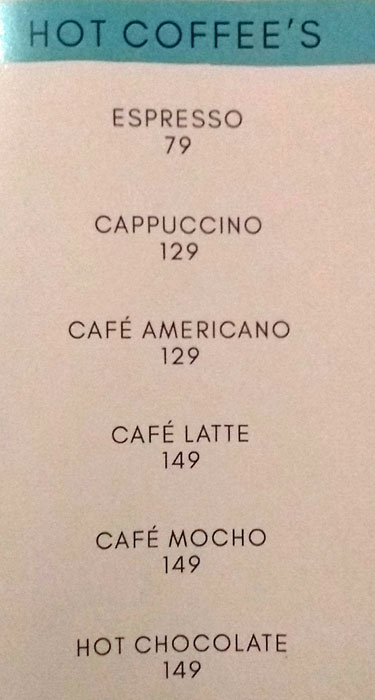 HOT COFFEE'S
ESPRESSO
79
CAPPUCCINO
129
CAFÉ AMERICANO
129
CAFÉ LATTE
149
CAFÉ MOCHO
149
HOT CHOCOLATE
149